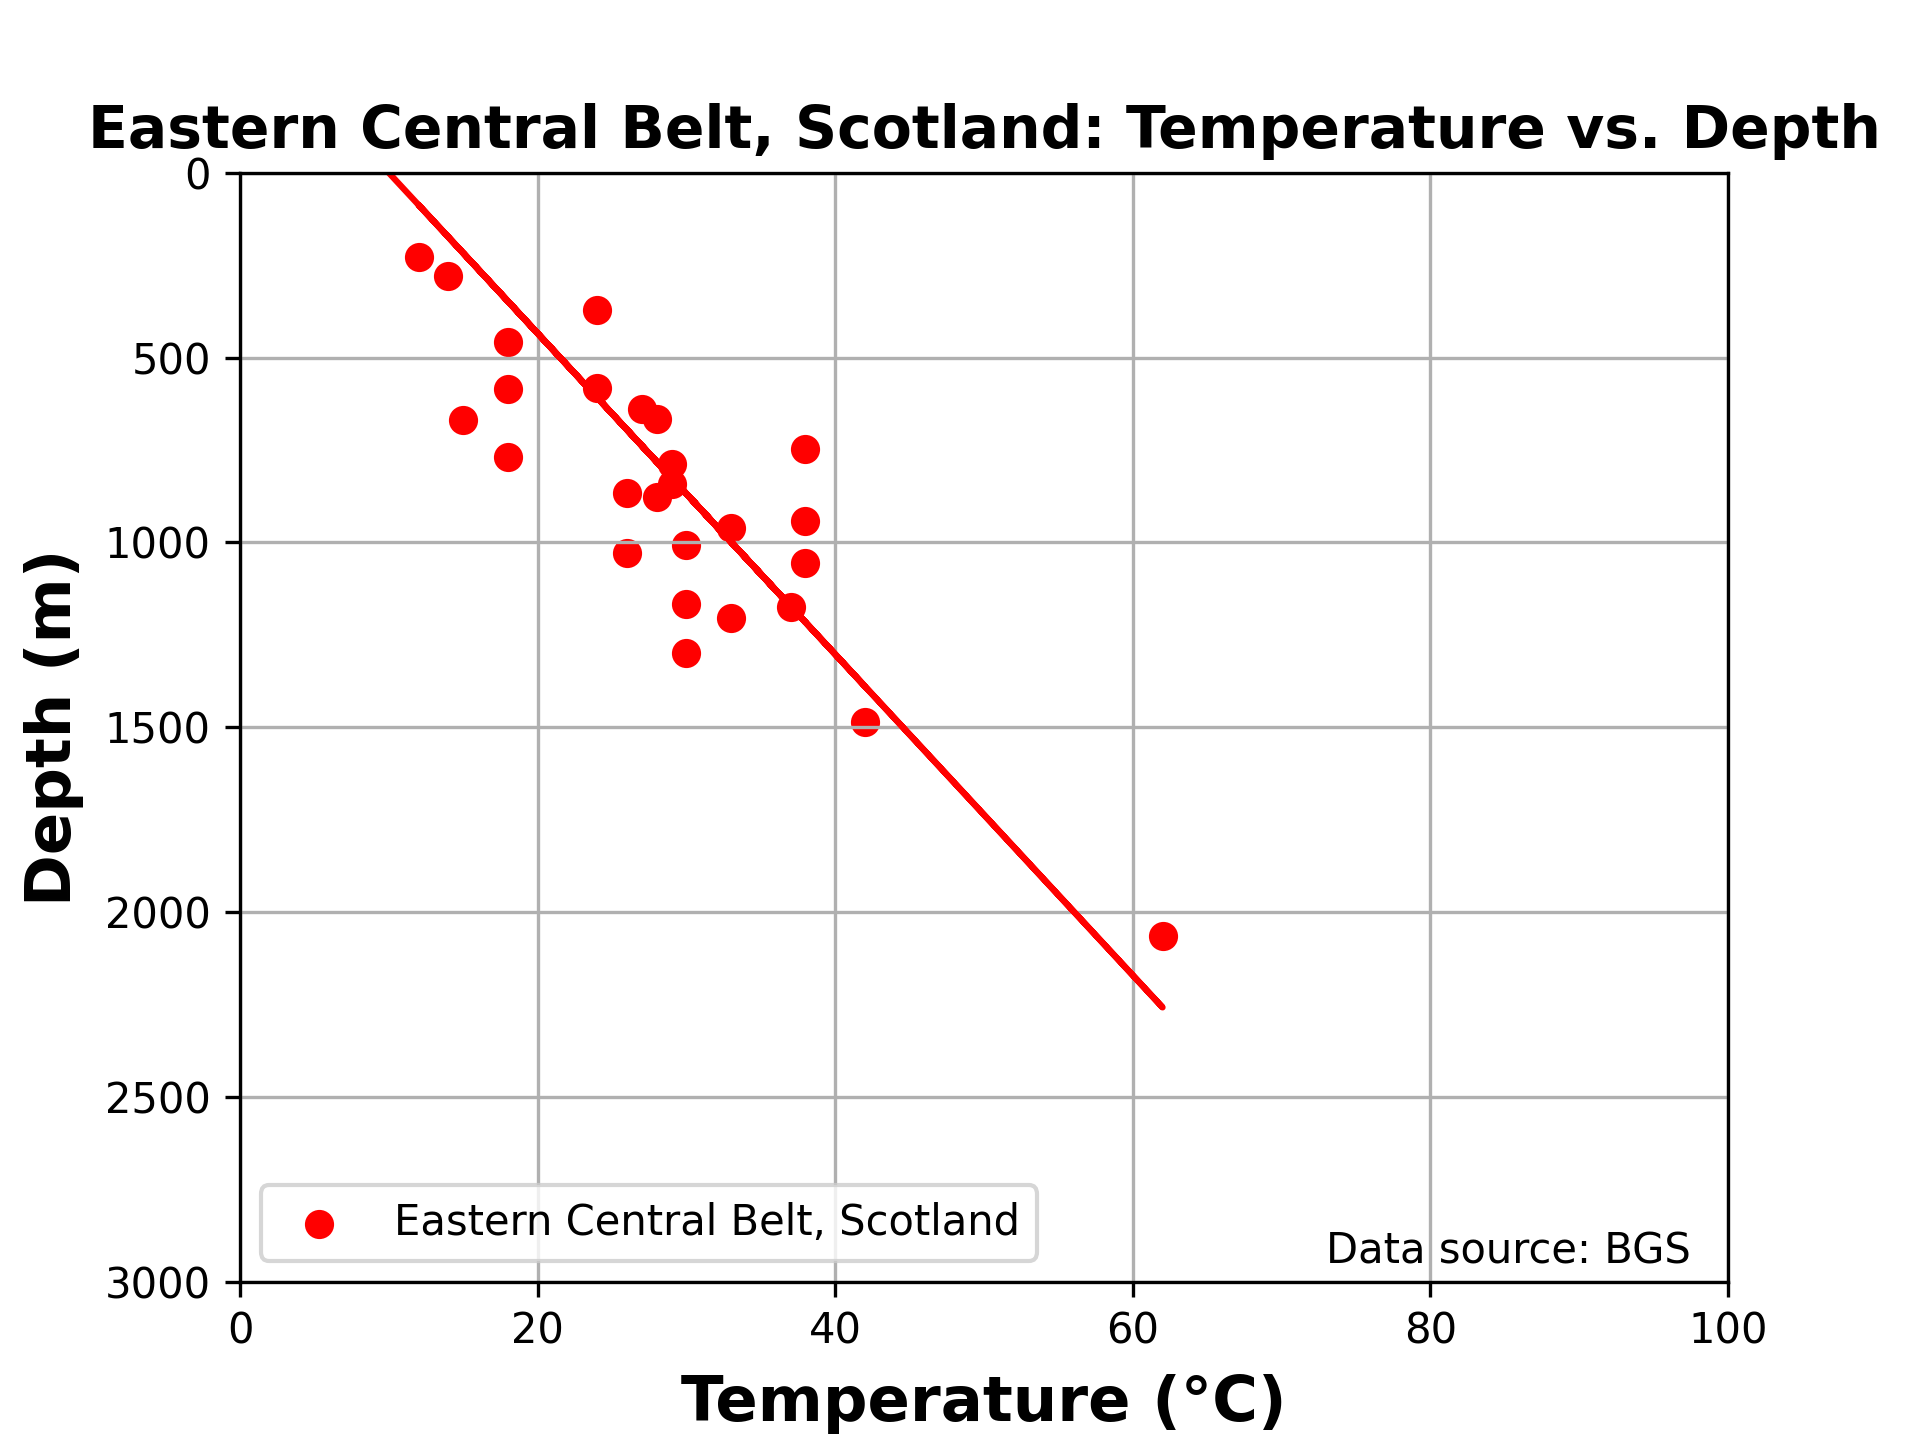 Eastern Central Belt, Scotland: Temperature vs. Depth
0
500
1000
1500
2000
2500
3000
Depth (m)
Eastern Central Belt, Scotland
Data source: BGS
0 20 40 60 80 100
Temperature (°C)